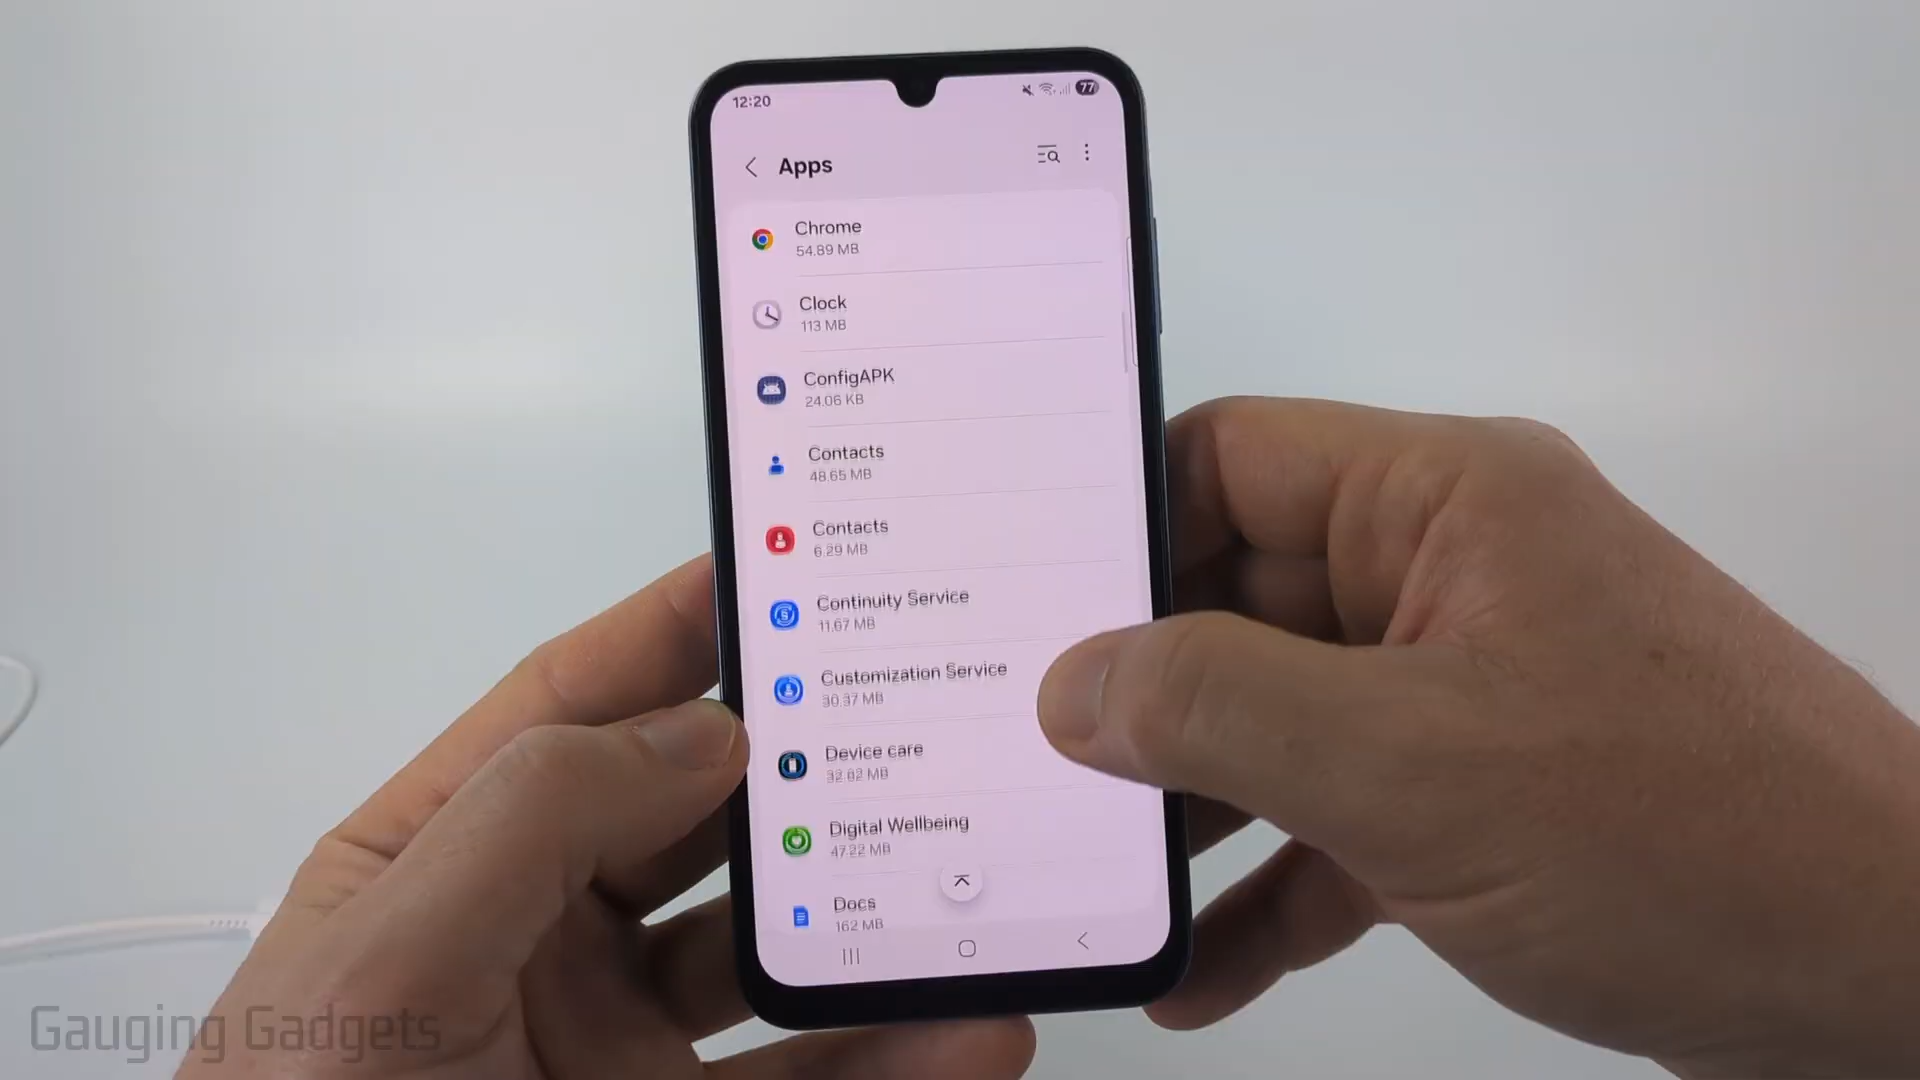 12:20
77
Apps
Chrome
54.89 MB
Clock
113 MB
ConfigAPK
24.06 KB
Contacts
48.65 MB
Contacts
6.29 MB
Continuity Service
11.67 MB
Customization Service
30.37 MB
Device care
32.82 MB
Digital Wellbeing
47.22 MB
Docs
162 MB
Gauging Gadgets